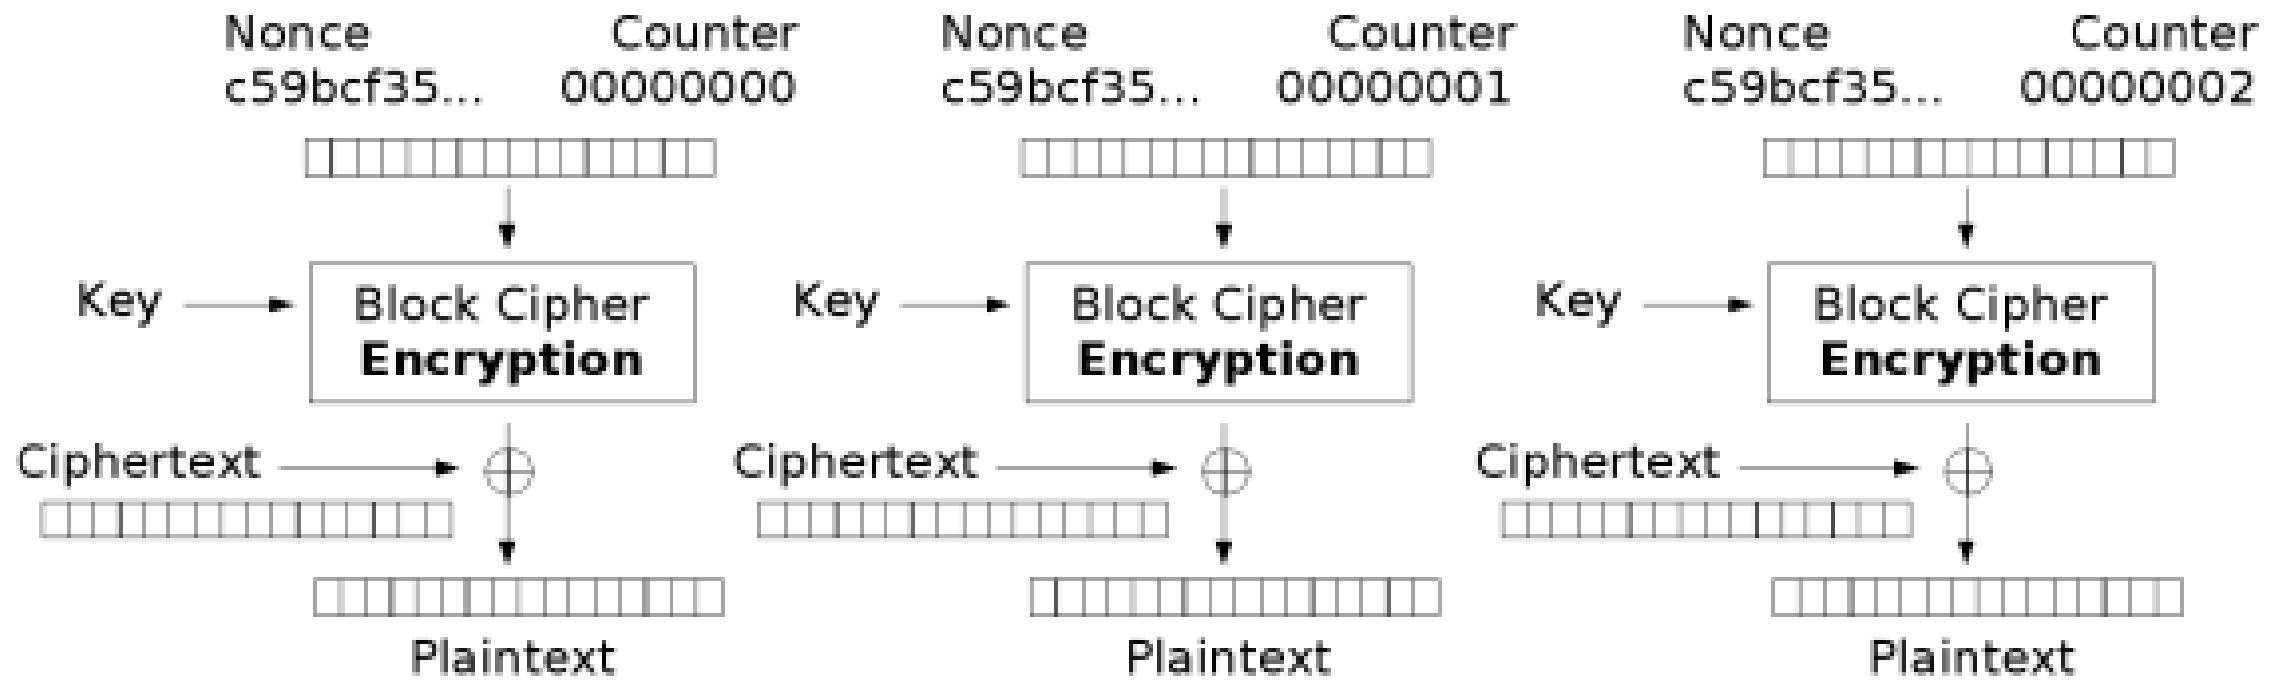 Nonce Counter Nonce Counter Nonce Counter
c59bcf35... 00000000 c59bcf35... 00000001 c59bcf35... 00000002
Block Cipher Block Cipher Block Cipher
Key Key Key
Encryption Encryption Encryption
Ciphertext Ciphertext Ciphertext
Plaintext Plaintext Plaintext